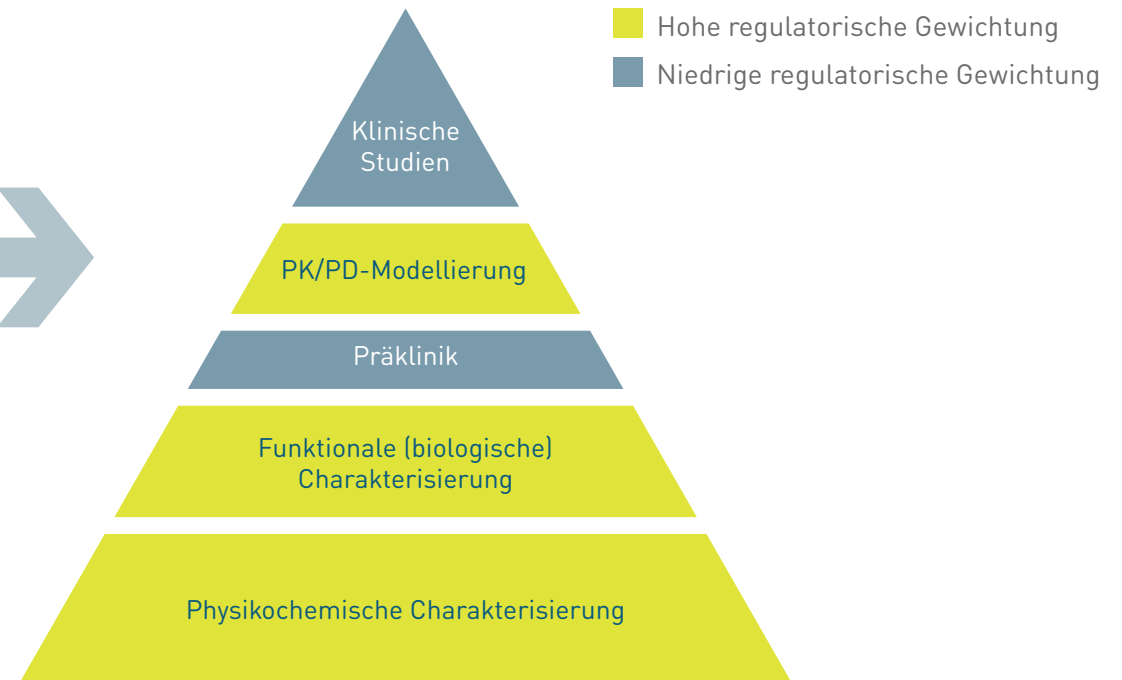 Hohe regulatorische Gewichtung
Niedrige regulatorische Gewichtung
Klinische
Studien
PK/PD-Modellierung
Präklinik
Funktionale (biologische)
Charakterisierung
Physikochemische Charakterisierung